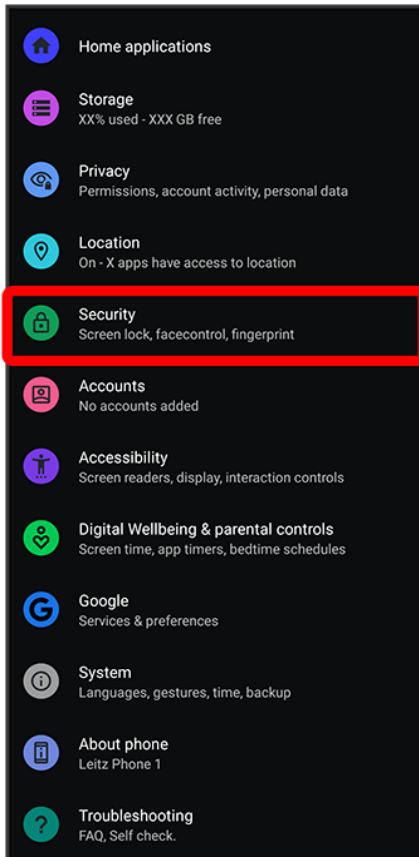 Home applications
Storage
XX% used - XXX GB free
Privacy
Permissions, account activity, personal data
Location
On - X apps have access to location
Security
Screen lock, facecontrol, fingerprint
Accounts
No accounts added
Accessibility
Screen readers, display, interaction controls
Digital Wellbeing & parental controls
Screen time, app timers, bedtime schedules
Google
Services & preferences
System
Languages, gestures, time, backup
About phone
Leitz Phone 1
Troubleshooting
FAQ, Self check.